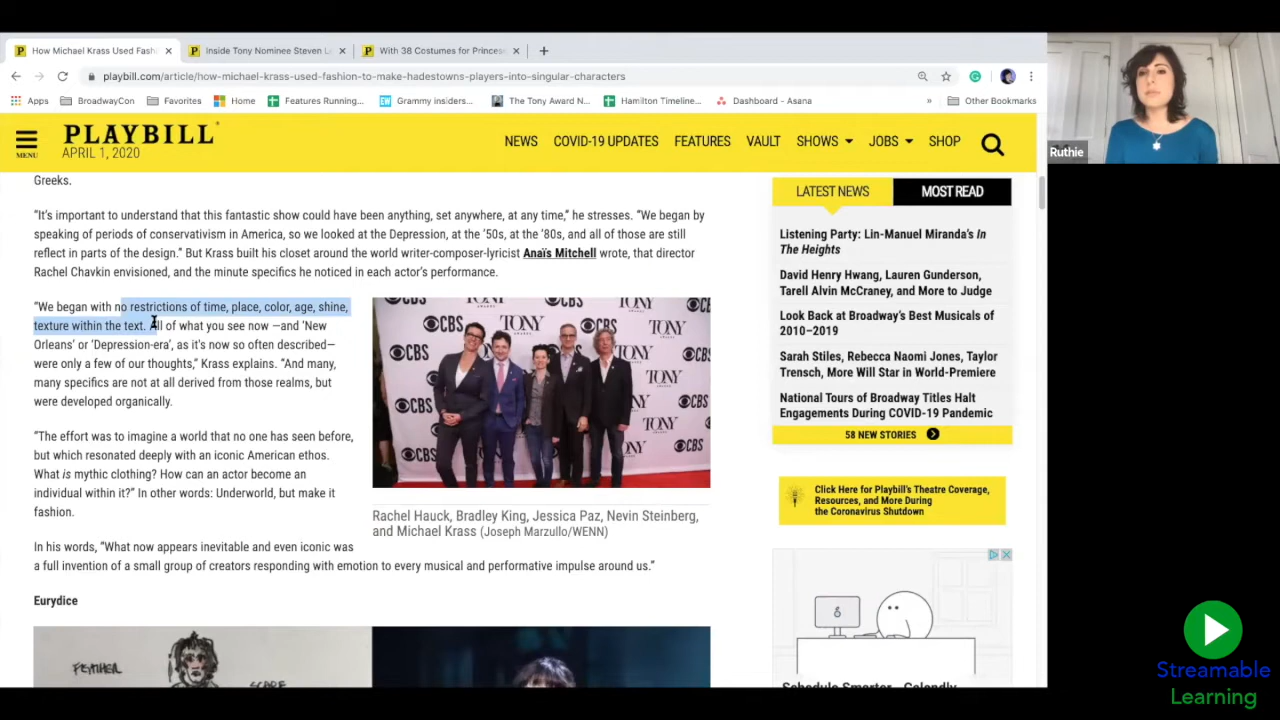 How Michael Krass Used Fash
Inside Tony Nominee Steven Le
With 38 Costumes for Princess
playbill.com/article/how-michael-krass-used-fashion-to-make-hadestowns-players-into-singular-characters
Apps BroadwayCon Favorites Home Features Running... Grammy insiders... The Tony Award N... Hamilton Timeline... Dashboard - Asana » Other Bookmarks
MENU
PLAYBILL
APRIL 1, 2020
NEWS COVID-19 UPDATES FEATURES VAULT SHOWS JOBS SHOP
Greeks.
“It’s important to understand that this fantastic show could have been anything, set anywhere, at any time,” he stresses. “We began by
speaking of periods of conservativism in America, so we looked at the Depression, at the ’50s, at the ’80s, and all of those are still
reflect in parts of the design.” But Krass built his closet around the world writer-composer-lyricist Anaïs Mitchell wrote, that director
Rachel Chavkin envisioned, and the minute specifics he noticed in each actor’s performance.
“We began with no restrictions of time, place, color, age, shine,
texture within the text. All of what you see now —and ‘New
Orleans’ or ‘Depression-era’, as it's now so often described—
were only a few of our thoughts,” Krass explains. “And many,
many specifics are not at all derived from those realms, but
were developed organically.
“The effort was to imagine a world that no one has seen before,
but which resonated deeply with an iconic American ethos.
What is mythic clothing? How can an actor become an
individual within it?” In other words: Underworld, but make it
fashion.
In his words, “What now appears inevitable and even iconic was
a full invention of a small group of creators responding with emotion to every musical and performative impulse around us.”
Eurydice
FEATHER
CBS
TONY
Rachel Hauck, Bradley King, Jessica Paz, Nevin Steinberg,
and Michael Krass (Joseph Marzullo/WENN)
LATEST NEWS
MOST READ
Listening Party: Lin-Manuel Miranda’s In
The Heights
David Henry Hwang, Lauren Gunderson,
Tarell Alvin McCraney, and More to Judge
Look Back at Broadway’s Best Musicals of
2010–2019
Sarah Stiles, Rebecca Naomi Jones, Taylor
Trensch, More Will Star in World-Premiere
National Tours of Broadway Titles Halt
Engagements During COVID-19 Pandemic
58 NEW STORIES
Click Here for Playbill's Theatre Coverage,
Resources, and More During
the Coronavirus Shutdown
Schedule Smarter - Calendly
Ruthie
Streamable
Learning